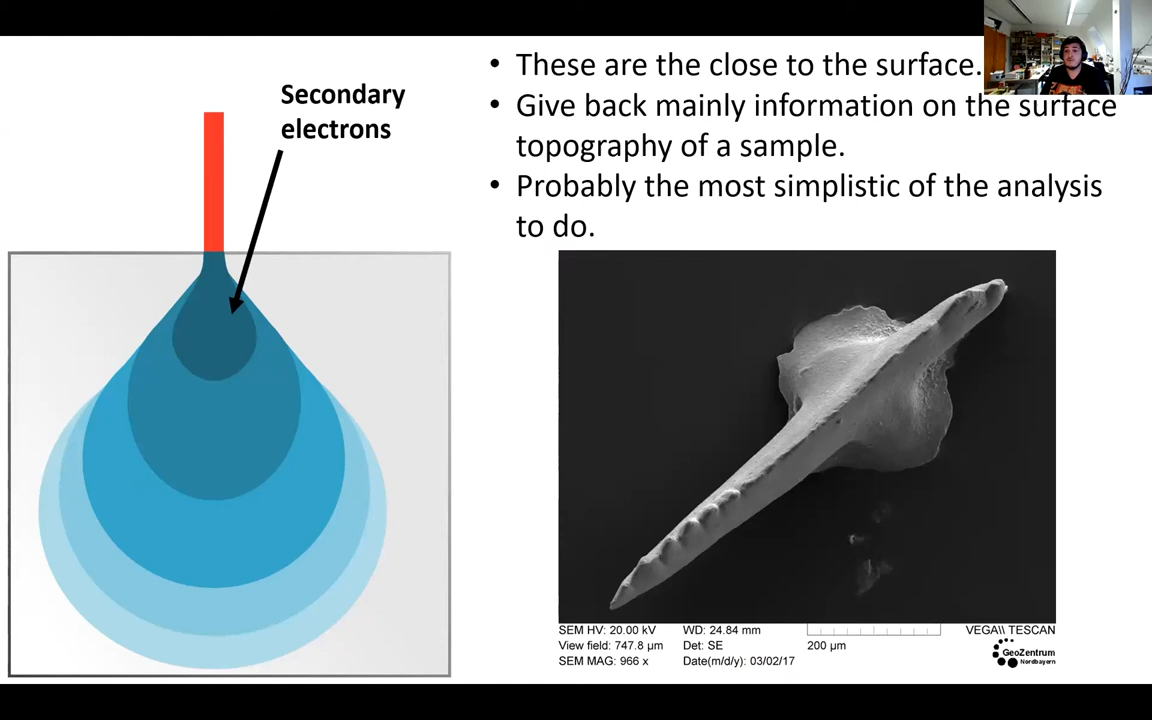 Secondary
electrons
• These are the close to the surface.
• Give back mainly information on the surface
topography of a sample.
• Probably the most simplistic of the analysis
to do.
SEM HV: 20.00 kV WD: 24.84 mm VEGA\\ TESCAN
View field: 747.8 µm Det: SE 200 µm
SEM MAG: 966 x Date(m/d/y): 03/02/17
GeoZentrum
Nordbayern